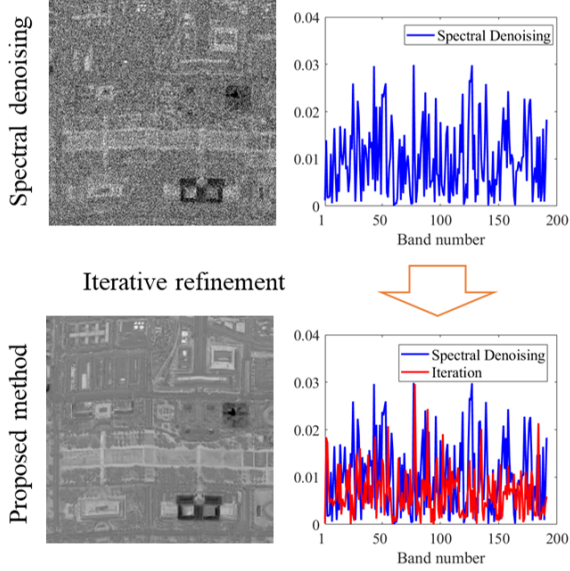 Spectral denoising
0.04
0.03
0.02
0.01
0
Spectral Denoising
1 50 100 150 200
Band number
Iterative refinement
Proposed method
0.04
0.03
0.02
0.01
0
Spectral Denoising
Iteration
1 50 100 150 200
Band number